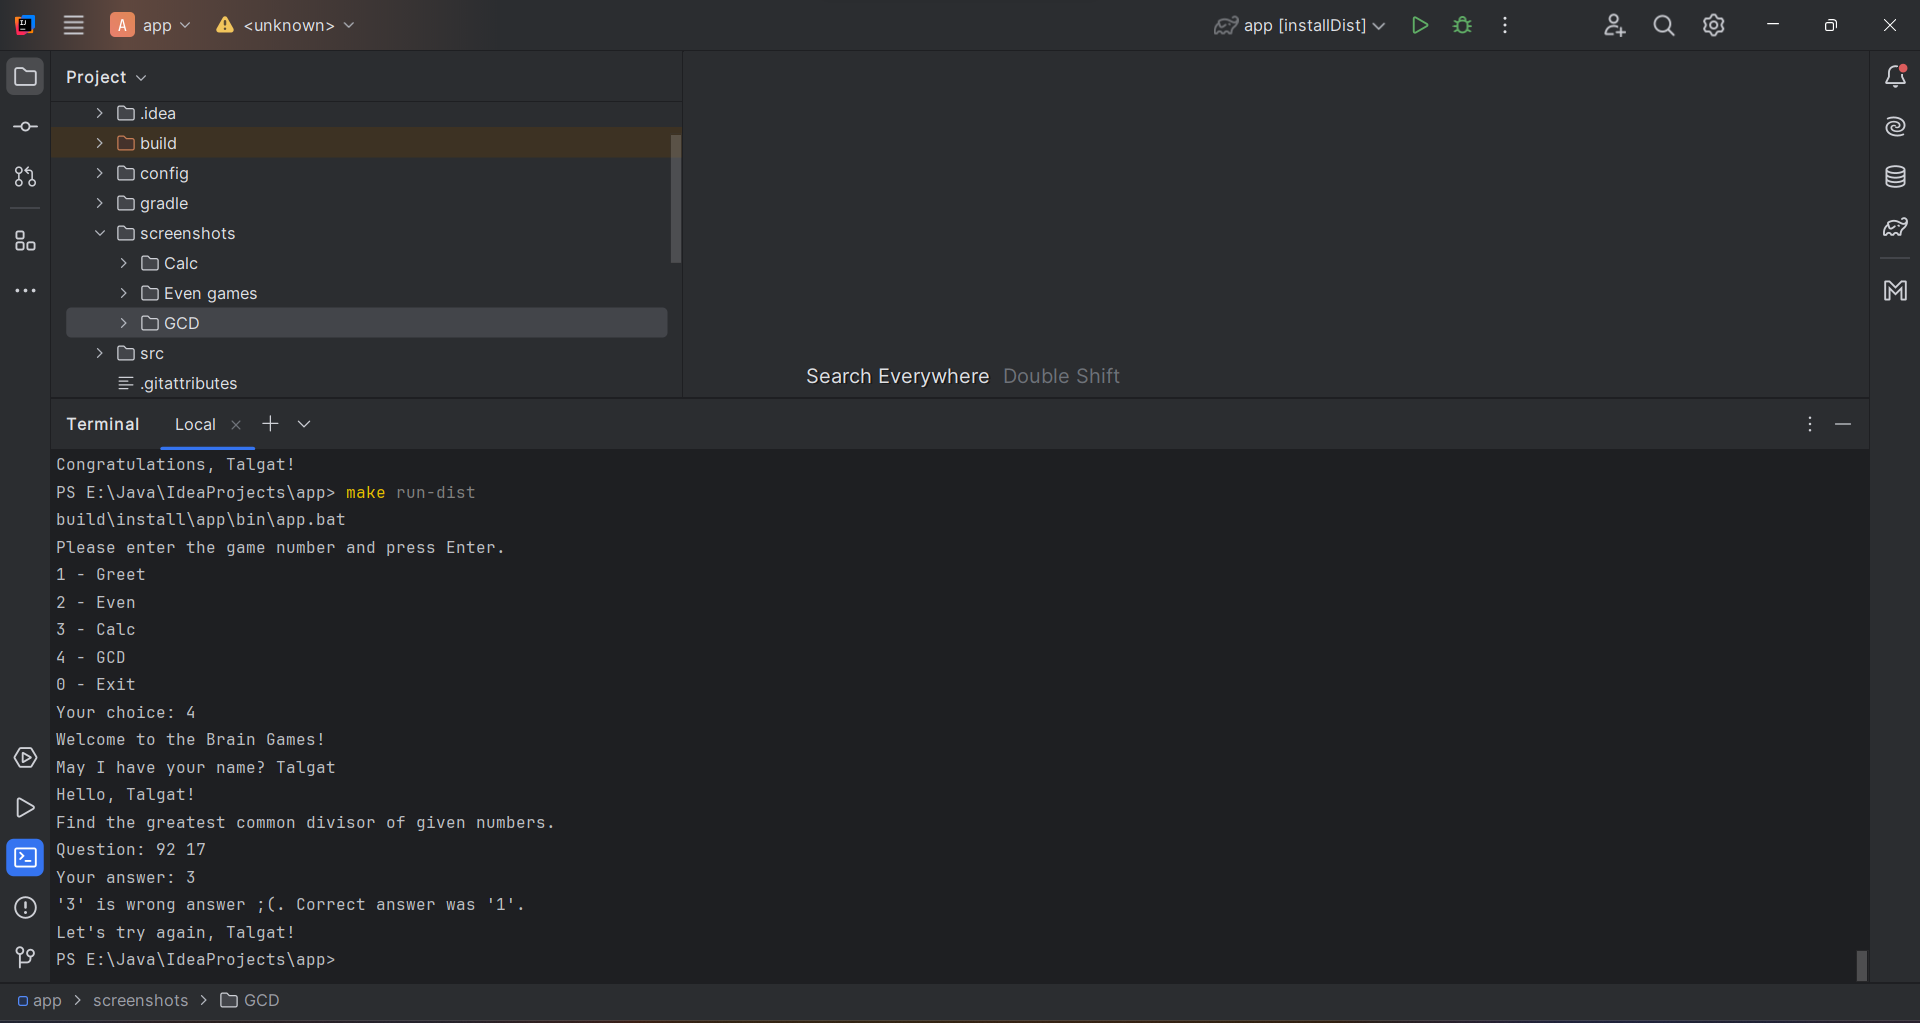 A app <unknown> app [installDist]
Project
.idea
build
config
gradle
screenshots
Calc
Even games
GCD
src
.gitattributes
Search Everywhere Double Shift
Terminal Local
Congratulations, Talgat!
PS E:\Java\IdeaProjects\app> make run-dist
build\install\app\bin\app.bat
Please enter the game number and press Enter.
1 - Greet
2 - Even
3 - Calc
4 - GCD
0 - Exit
Your choice: 4
Welcome to the Brain Games!
May I have your name? Talgat
Hello, Talgat!
Find the greatest common divisor of given numbers.
Question: 92 17
Your answer: 3
'3' is wrong answer ;(. Correct answer was '1'.
Let's try again, Talgat!
PS E:\Java\IdeaProjects\app>
app > screenshots > GCD